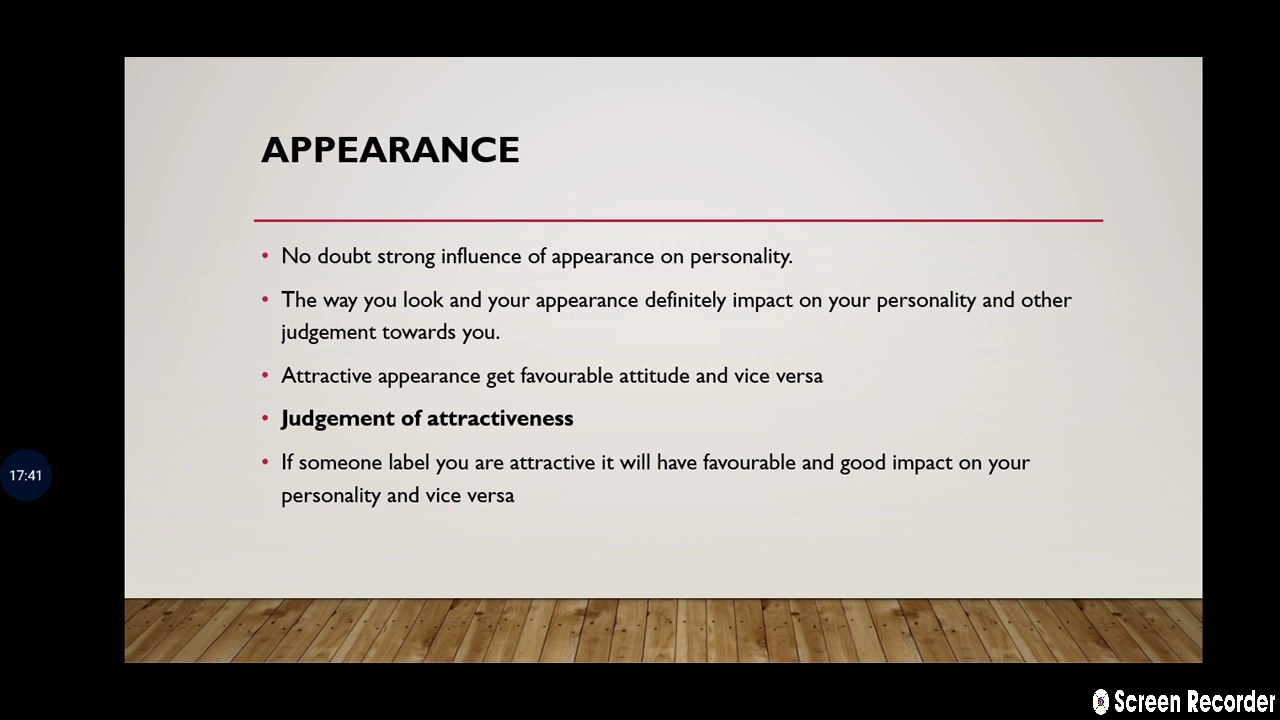 APPEARANCE
• No doubt strong influence of appearance on personality.
• The way you look and your appearance definitely impact on your personality and other
judgement towards you.
• Attractive appearance get favourable attitude and vice versa
• Judgement of attractiveness
• If someone label you are attractive it will have favourable and good impact on your
personality and vice versa
17:41
Screen Recorder